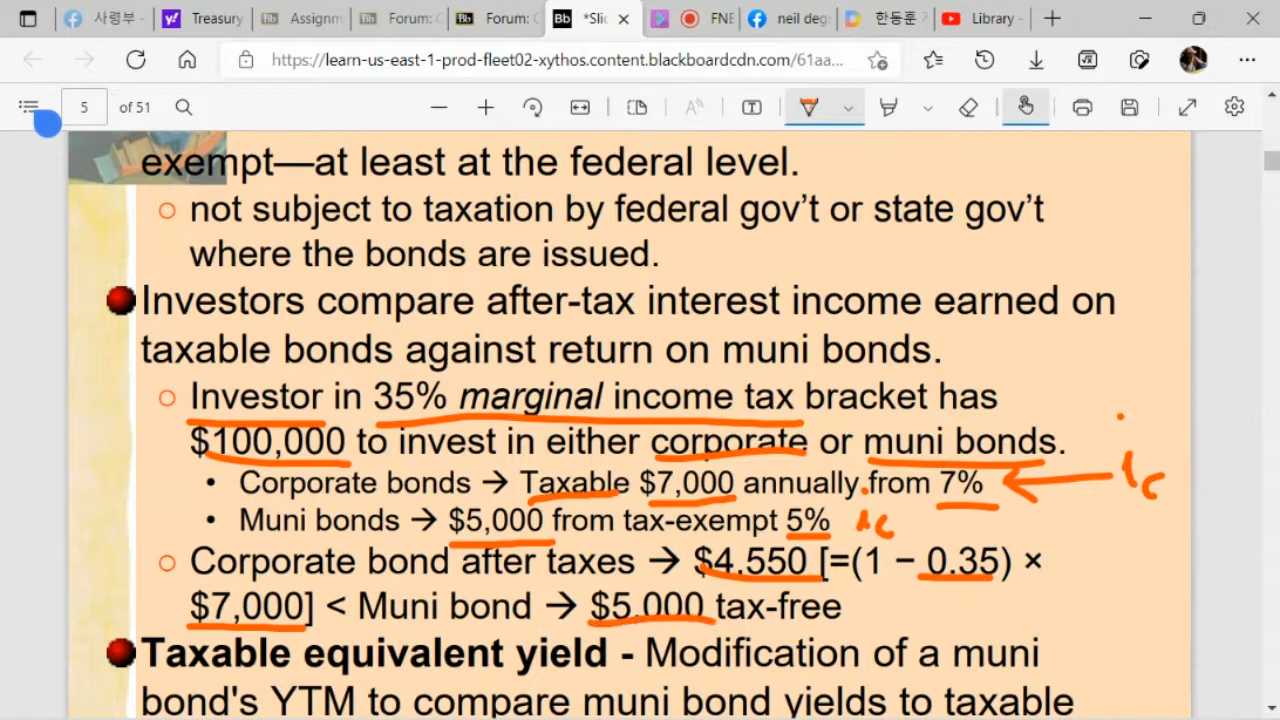 사령부 -
Treasury
Assignm
Forum: C
Forum: C
*Slic
FNE
neil deg
한동훈
Library -
https://learn-us-east-1-prod-fleet02-xythos.content.blackboardcdn.com/61aa...
5 of 51
exempt—at least at the federal level.
not subject to taxation by federal gov't or state gov't
where the bonds are issued.
Investors compare after-tax interest income earned on
taxable bonds against return on muni bonds.
Investor in 35% marginal income tax bracket has
$100,000 to invest in either corporate or muni bonds.
• Corporate bonds → Taxable $7,000 annually from 7% ic
• Muni bonds → $5,000 from tax-exempt 5% ic
Corporate bond after taxes → $4.550 [=(1 − 0.35) ×
$7,000] < Muni bond → $5.000 tax-free
Taxable equivalent yield - Modification of a muni
bond's YTM to compare muni bond yields to taxable